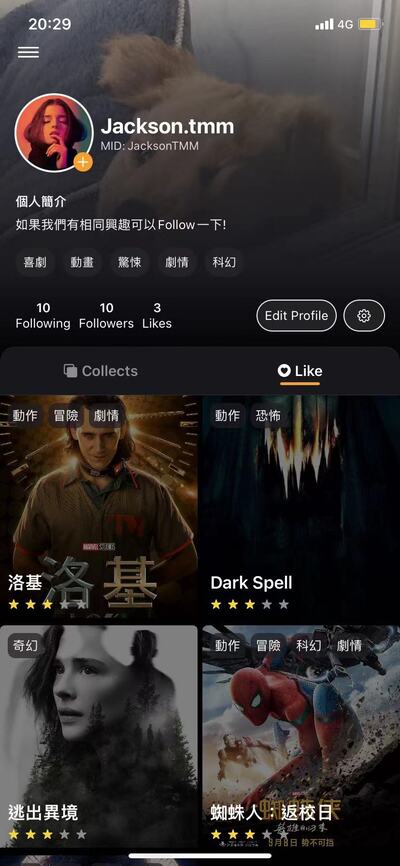 20:29
4G
Jackson.tmm
MID: JacksonTMM
個人簡介
如果我們有相同興趣可以Follow一下!
喜劇 動畫 驚悚 劇情 科幻
10 10 3
Following Followers Likes
Edit Profile
Collects Like
動作 冒險 劇情
動作 恐怖
MARVEL STUDIOS
洛基
洛基
Dark Spell
奇幻
動作 冒險 科幻 劇情
逃出異境
蜘蛛人：返校日
9月8日 勢不可擋